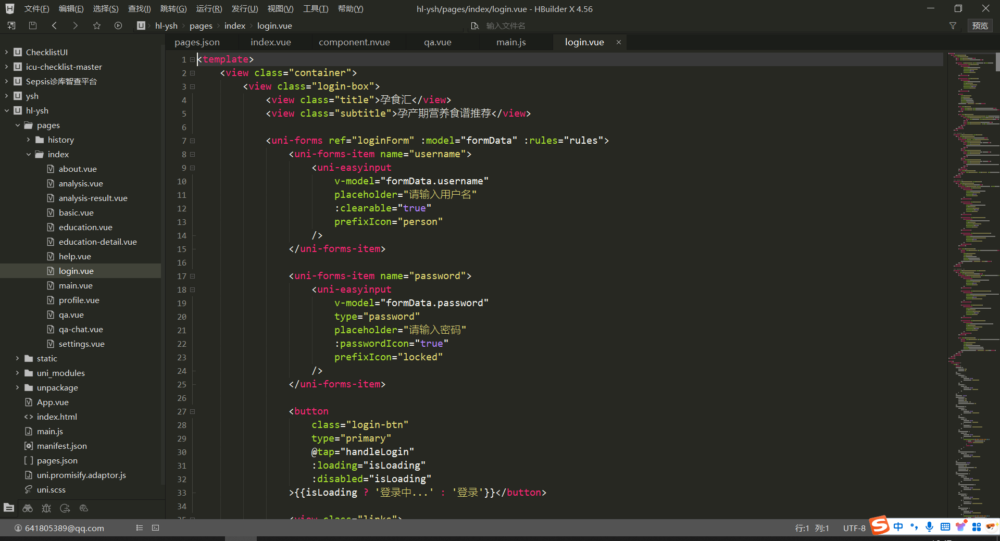 文件(F) 编辑(E) 选择(S) 查找(I) 跳转(G) 运行(R) 发行(U) 视图(V) 工具(T) 帮助(Y) hl-ysh/pages/index/login.vue - HBuilder X 4.56
hl-ysh pages index login.vue 输入文件名 预览
pages.json index.vue component.nvue qa.vue main.js login.vue
ChecklistUI
icu-checklist-master
Sepsis诊库智查平台
ysh
hl-ysh
pages
history
index
about.vue
analysis.vue
analysis-result.vue
basic.vue
education.vue
education-detail.vue
help.vue
login.vue
main.vue
profile.vue
qa.vue
qa-chat.vue
settings.vue
static
uni_modules
unpackage
App.vue
index.html
main.js
manifest.json
pages.json
uni.promisify.adaptor.js
uni.scss
1 <template>
2 <view class="container">
3 <view class="login-box">
4 <view class="title">孕食汇</view>
5 <view class="subtitle">孕产期营养食谱推荐</view>
6
7 <uni-forms ref="loginForm" :model="formData" :rules="rules">
8 <uni-forms-item name="username">
9 <uni-easyinput
10 v-model="formData.username"
11 placeholder="请输入用户名"
12 :clearable="true"
13 prefixIcon="person"
14 />
15 </uni-forms-item>
16
17 <uni-forms-item name="password">
18 <uni-easyinput
19 v-model="formData.password"
20 type="password"
21 placeholder="请输入密码"
22 :passwordIcon="true"
23 prefixIcon="locked"
24 />
25 </uni-forms-item>
26
27 <button
28 class="login-btn"
29 type="primary"
30 @tap="handleLogin"
31 :loading="isLoading"
32 :disabled="isLoading"
33 >{{isLoading ? '登录中...' : '登录'}}</button>
34
35 <view class="links">
641805389@qq.com 行:1 列:1 UTF-8 中